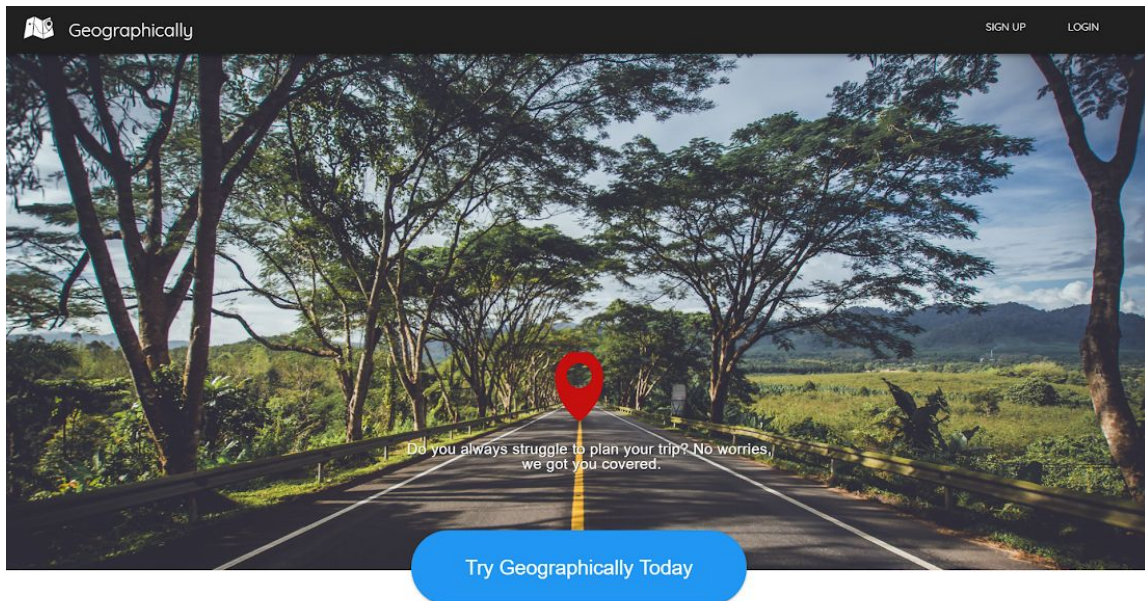 Geographically
SIGN UP
LOGIN
Do you always struggle to plan your trip? No worries,
we got you covered.
Try Geographically Today